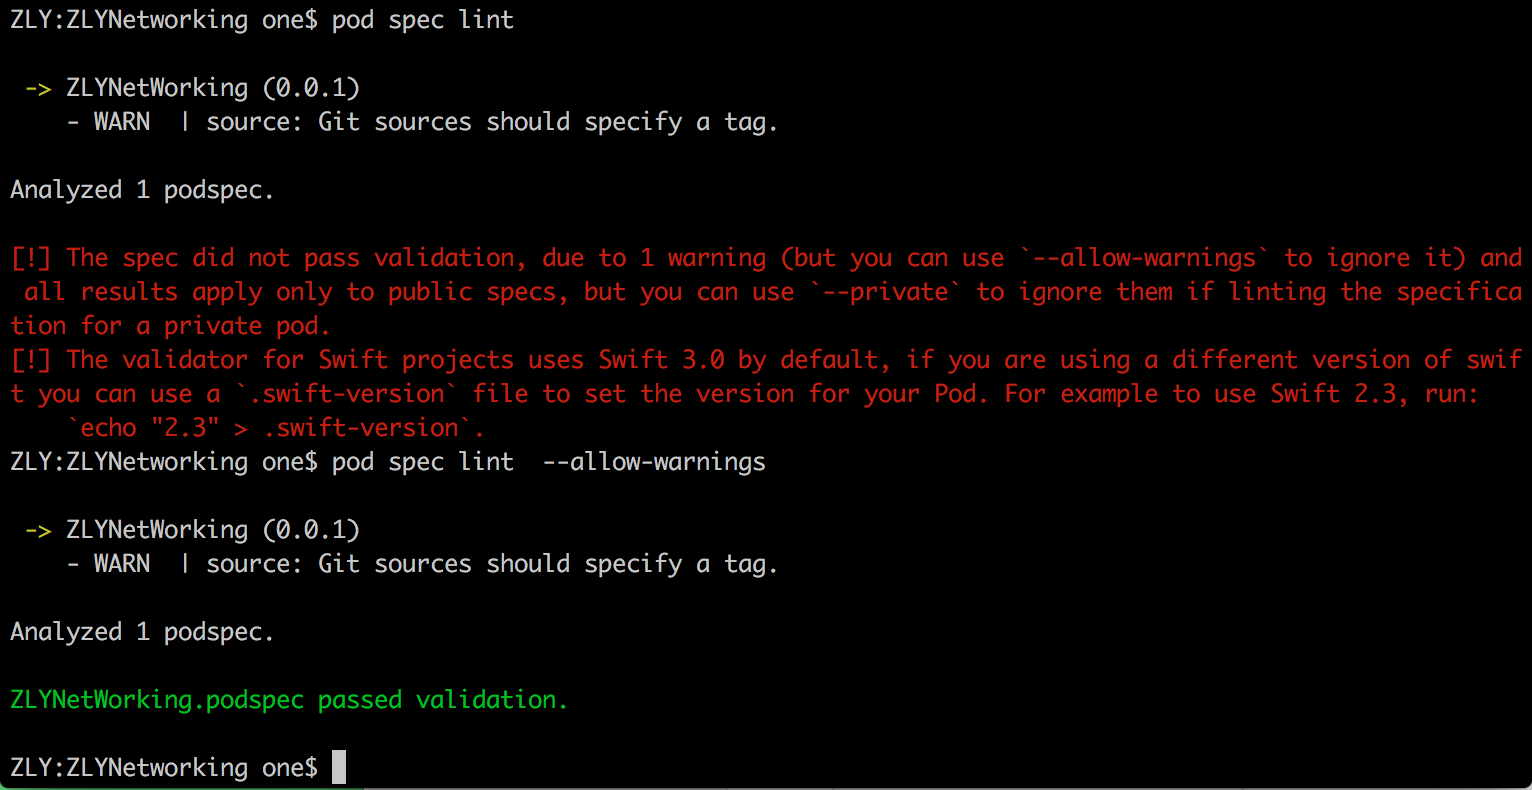 ZLY:ZLYNetworking one$ pod spec lint
-> ZLYNetWorking (0.0.1)
- WARN | source: Git sources should specify a tag.
Analyzed 1 podspec.
[!] The spec did not pass validation, due to 1 warning (but you can use `--allow-warnings` to ignore it) and
all results apply only to public specs, but you can use `--private` to ignore them if linting the specifica
tion for a private pod.
[!] The validator for Swift projects uses Swift 3.0 by default, if you are using a different version of swif
t you can use a `.swift-version` file to set the version for your Pod. For example to use Swift 2.3, run:
`echo "2.3" > .swift-version`.
ZLY:ZLYNetworking one$ pod spec lint  --allow-warnings
-> ZLYNetWorking (0.0.1)
- WARN | source: Git sources should specify a tag.
Analyzed 1 podspec.
ZLYNetWorking.podspec passed validation.
ZLY:ZLYNetworking one$